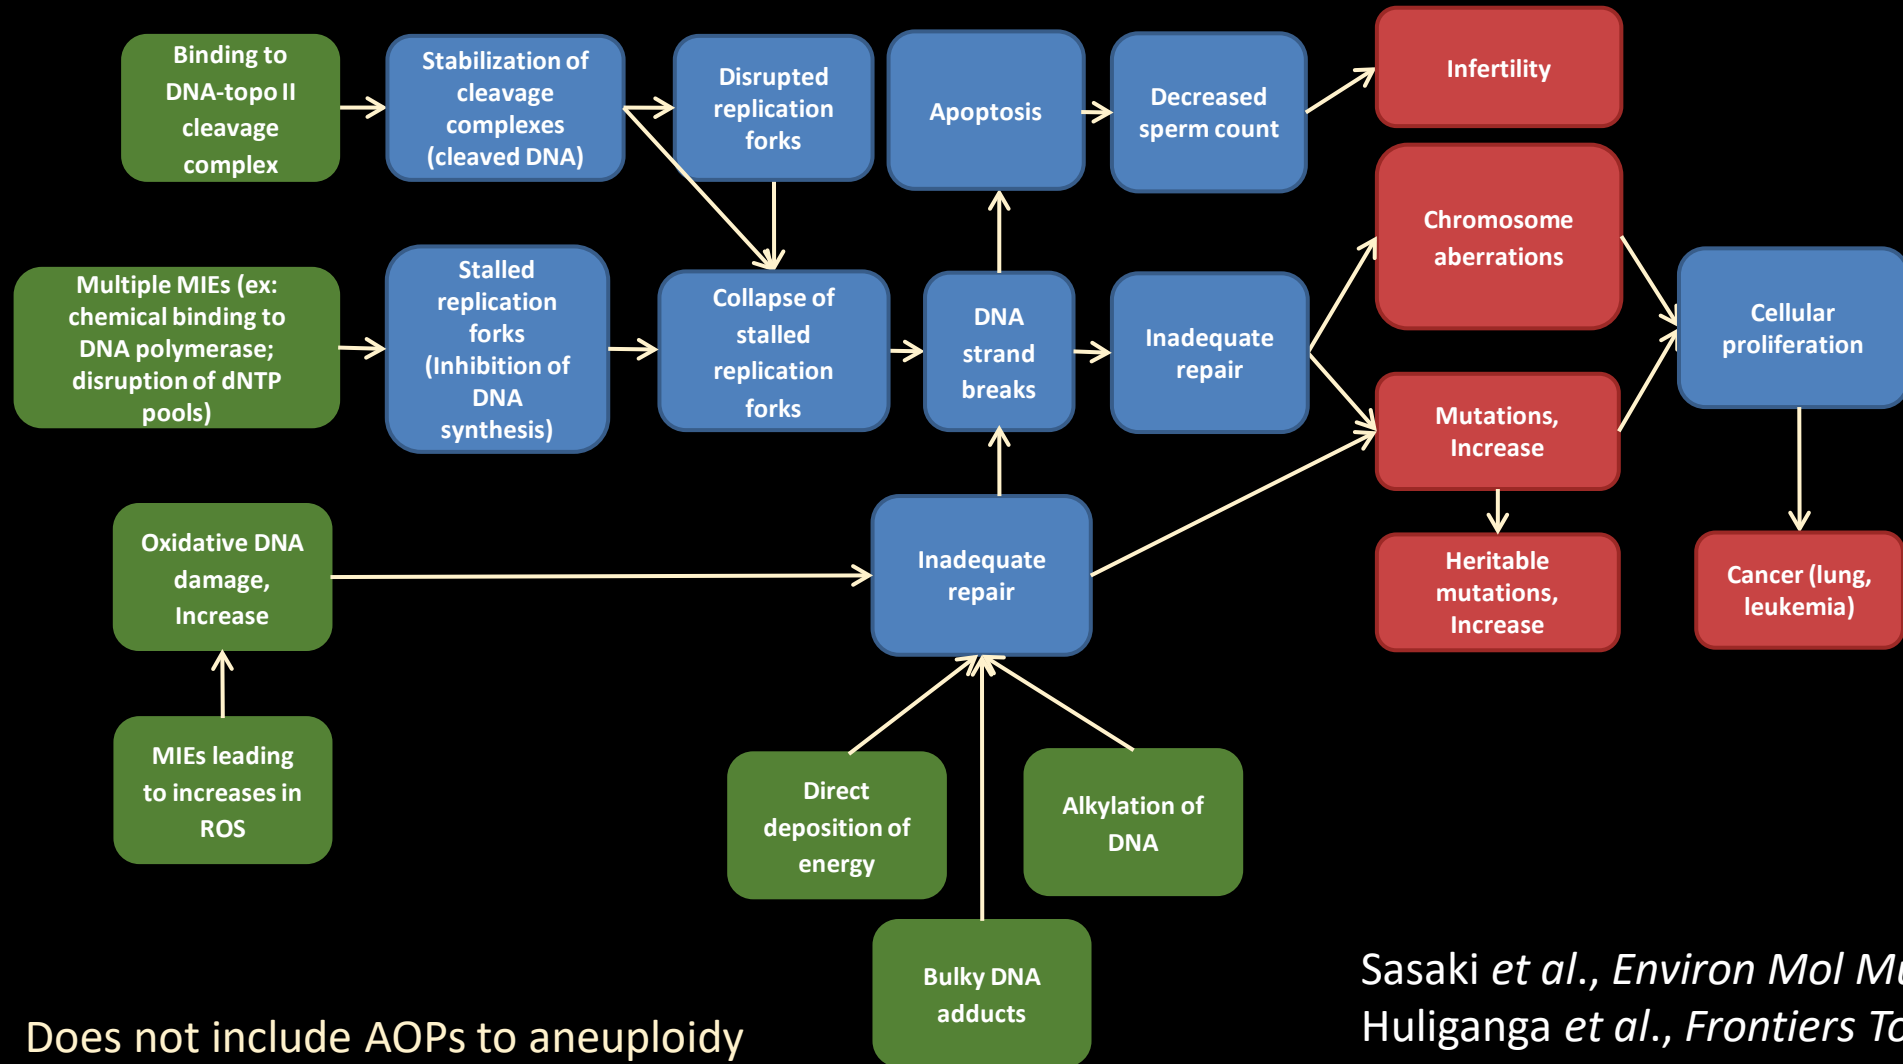 Binding to
DNA-topo II
cleavage
complex
Stabilization of
cleavage
complexes
(cleaved DNA)
Disrupted
replication
forks
Apoptosis
Decreased
sperm count
Infertility
Multiple MIEs (ex:
chemical binding to
DNA polymerase;
disruption of dNTP
pools)
Stalled
replication
forks
(Inhibition of
DNA
synthesis)
Collapse of
stalled
replication
forks
DNA
strand
breaks
Inadequate
repair
Chromosome
aberrations
Mutations,
Increase
Cellular
proliferation
Oxidative DNA
damage,
Increase
Inadequate
repair
Heritable
mutations,
Increase
Cancer (lung,
leukemia)
MIEs leading
to increases in
ROS
Direct
deposition of
energy
Alkylation of
DNA
Bulky DNA
adducts
Does not include AOPs to aneuploidy
Sasaki et al., Environ Mol
Huliganga et al., Frontiers